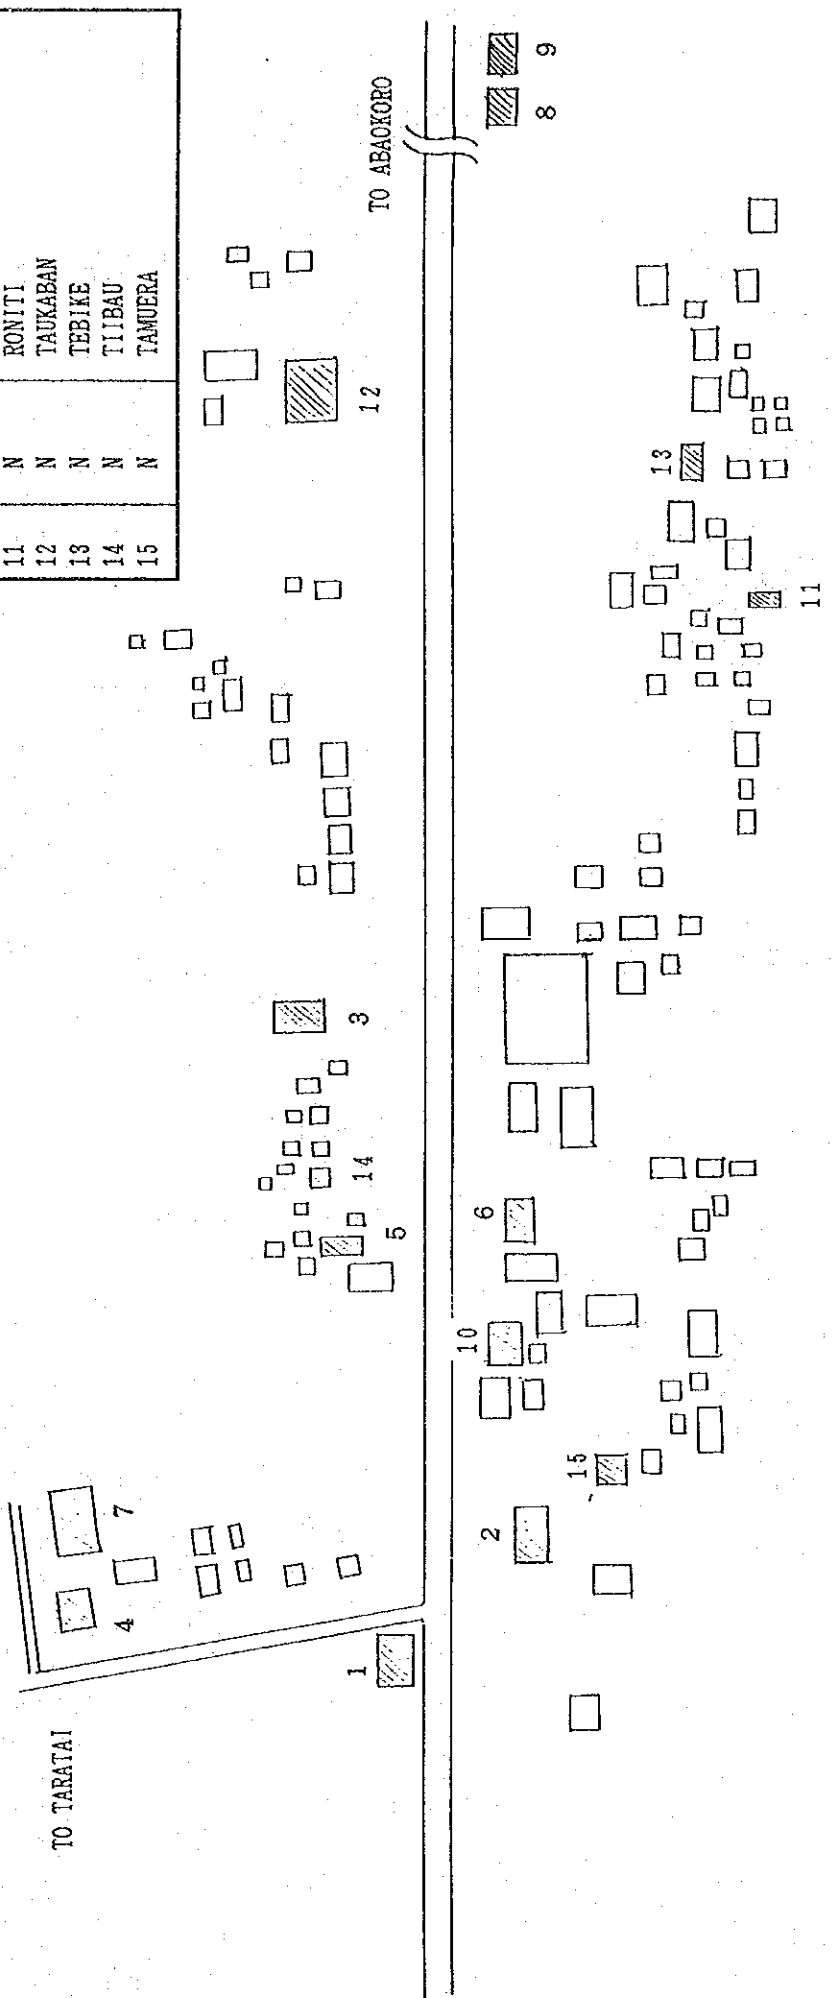 11 N RONITI
12 N TAUKABAN
13 N TEBIKE
14 N TIIBAU
15 N TAMUERA
TO TARATAI
TO ABAOKORO
4
7
1
5
14
3
12
2
15
10
6
11
13
8
9